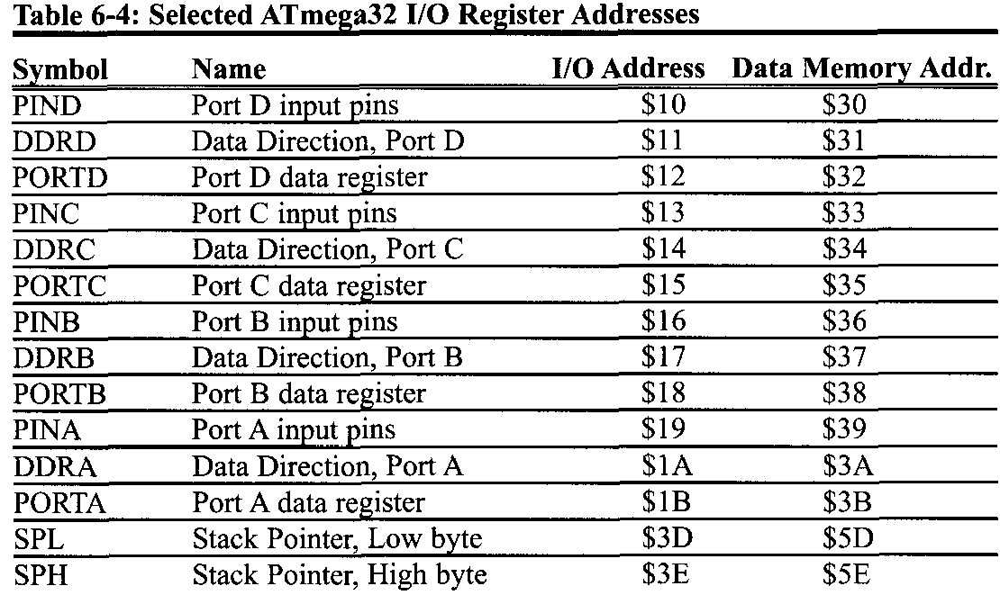 Table 6-4: Selected ATmega32 I/O Register Addresses
Symbol Name I/O Address Data Memory Addr.
PIND Port D input pins $10 $30
DDRD Data Direction, Port D $11 $31
PORTD Port D data register $12 $32
PINC Port C input pins $13 $33
DDRC Data Direction, Port C $14 $34
PORTC Port C data register $15 $35
PINB Port B input pins $16 $36
DDRB Data Direction, Port B $17 $37
PORTB Port B data register $18 $38
PINA Port A input pins $19 $39
DDRA Data Direction, Port A $1A $3A
PORTA Port A data register $1B $3B
SPL Stack Pointer, Low byte $3D $5D
SPH Stack Pointer, High byte $3E $5E